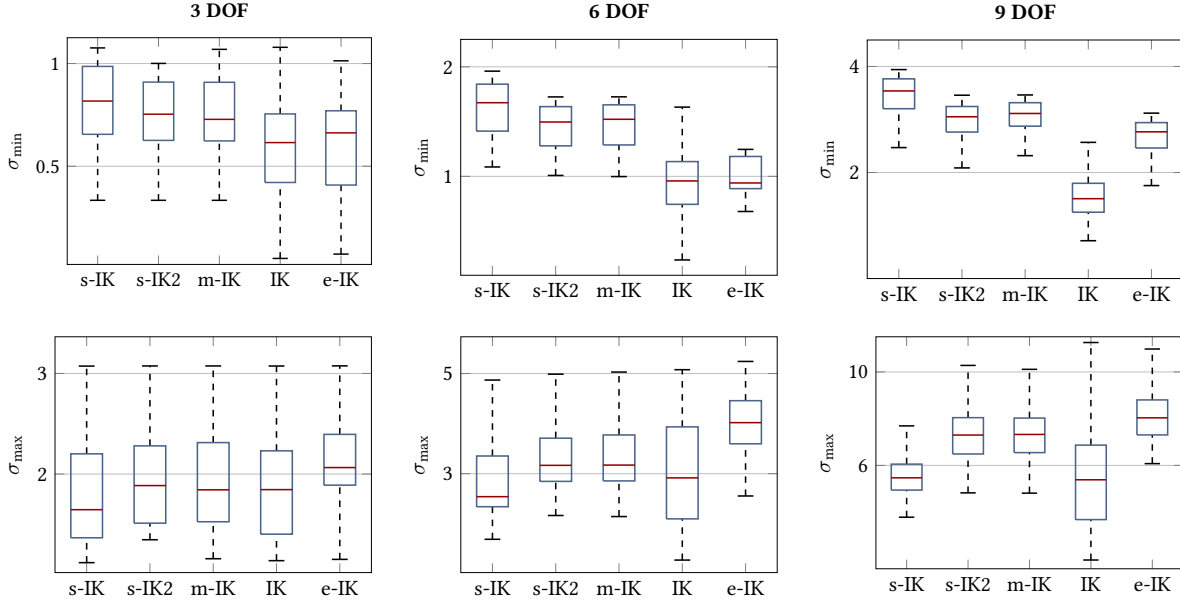 3 DOF
6 DOF
9 DOF
1
0.5
σmin
s-IK s-IK2 m-IK IK e-IK
2
1
σmin
s-IK s-IK2 m-IK IK e-IK
4
2
σmin
s-IK s-IK2 m-IK IK e-IK
3
2
σmax
s-IK s-IK2 m-IK IK e-IK
5
3
σmax
s-IK s-IK2 m-IK IK e-IK
10
6
σmax
s-IK s-IK2 m-IK IK e-IK